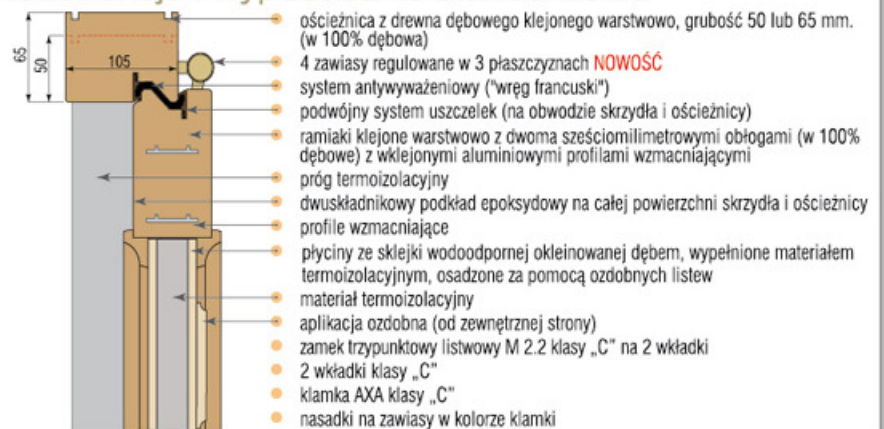 ościeżnica z drewna dębowego klejonego warstwowo, grubość 50 lub 65 mm.
(w 100% dębowa)
4 zawiasy regulowane w 3 płaszczyznach NOWOŚĆ
system antywyważeniowy ("wręg francuski")
podwójny system uszczelek (na obwodzie skrzydła i ościeżnicy)
ramiaki klejone warstwowo z dwoma sześciomilimetrowymi obłogami (w 100%
dębowe) z wklejonymi aluminiowymi profilami wzmacniającymi
próg termoizolacyjny
dwuskładnikowy podkład epoksydowy na całej powierzchni skrzydła i ościeżnicy
profile wzmacniające
płyciny ze sklejki wodoodpornej okleinowanej dębem, wypełnione materiałem
termoizolacyjnym, osadzone za pomocą ozdobnych listew
materiał termoizolacyjny
aplikacja ozdobna (od zewnętrznej strony)
zamek trzypunktowy listwowy M 2.2 klasy „C” na 2 wkładki
2 wkładki klasy „C”
klamka AXA klasy „C”
nasadki na zawiasy w kolorze klamki
65
50
105